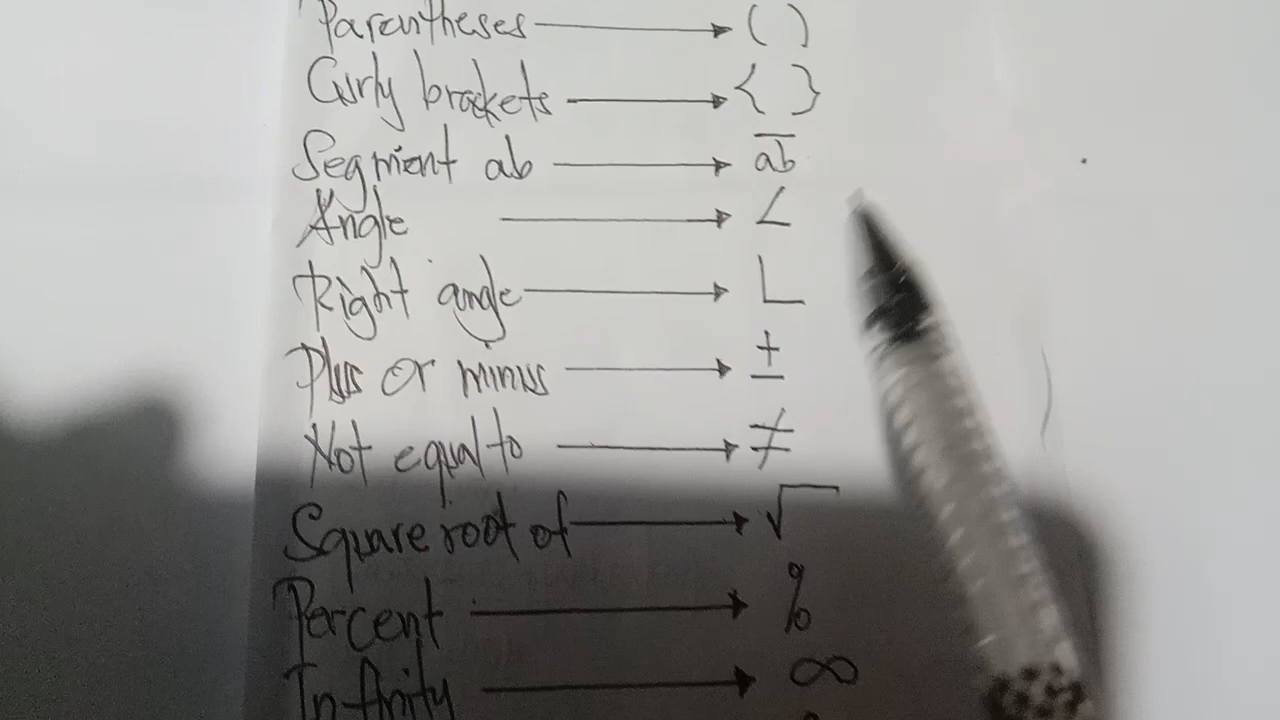 Parentheses → ( )
Curly brackets → { }
Segment ab → a̅b̅
Angle → ∠
Right angle → ∟
Plus or minus → ±
Not equal to → ≠
Square root of → √
Percent → %
Infinity → ∞